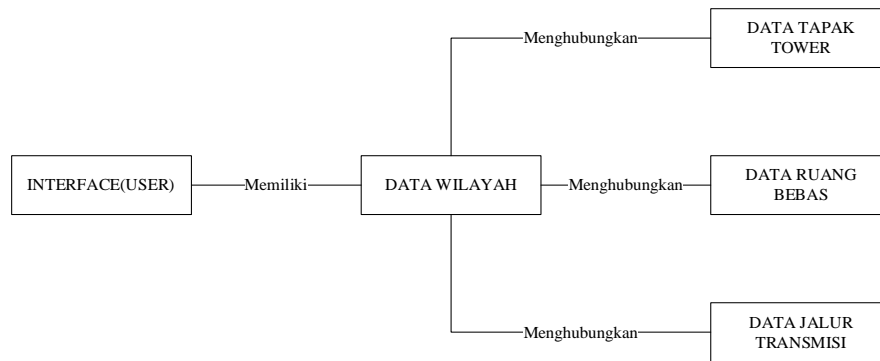 Menghubungkan
DATA TAPAK
TOWER
INTERFACE(USER)
Memiliki
DATA WILAYAH
Menghubungkan
DATA RUANG
BEBAS
Menghubungkan
DATA JALUR
TRANSMISI